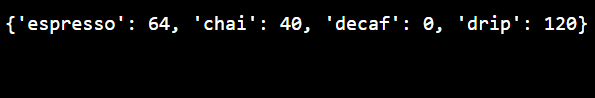 {'espresso': 64, 'chai': 40, 'decaf': 0, 'drip': 120}